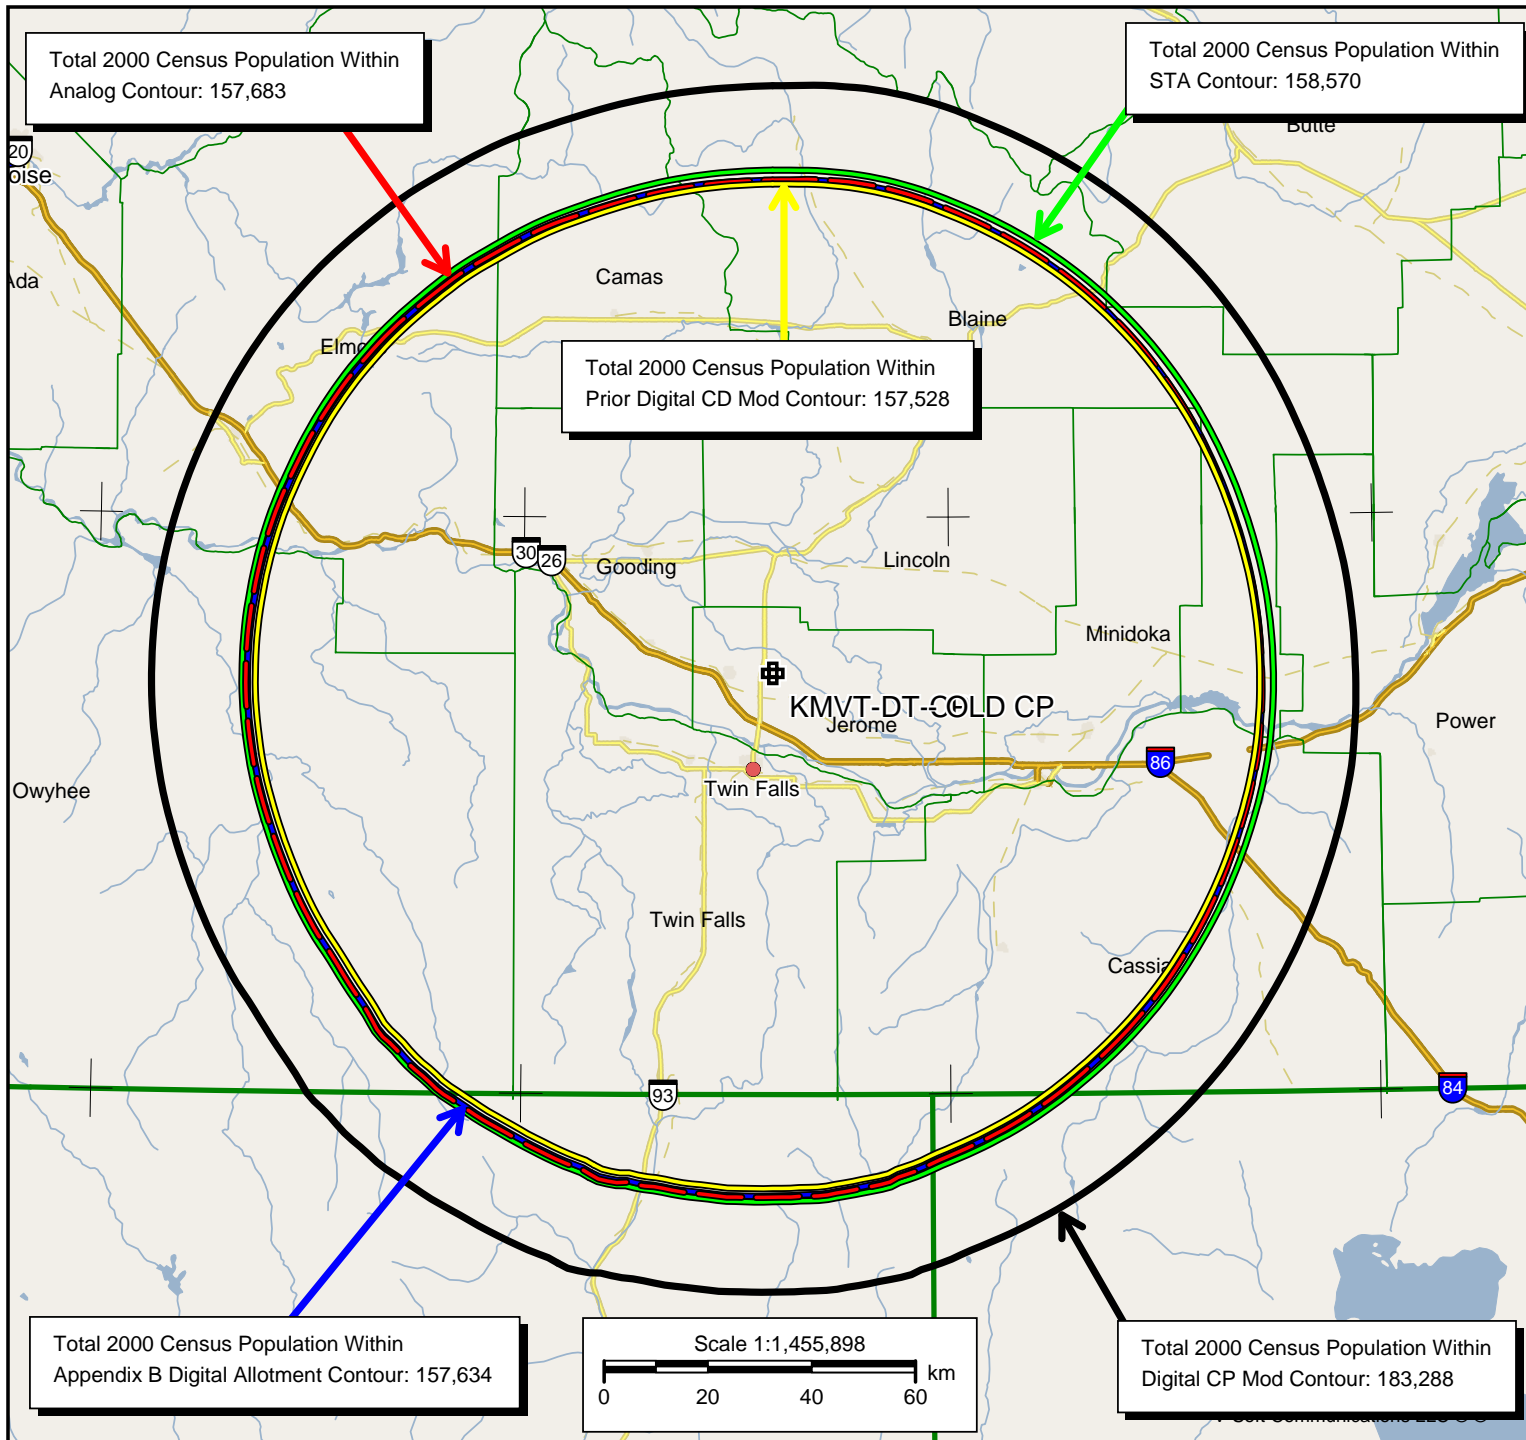 Total 2000 Census Population Within
Analog Contour: 157,683
Total 2000 Census Population Within
STA Contour: 158,570
Butte
20
oise
Ada
Camas
Blaine
Elmo
Total 2000 Census Population Within
Prior Digital CD Mod Contour: 157,528
30
26
Gooding
Lincoln
Minidoka
KMVT-DT-COLD CP
Jerome
Power
86
Owyhee
Twin Falls
Twin Falls
Cassia
93
84
Total 2000 Census Population Within
Appendix B Digital Allotment Contour: 157,634
Scale 1:1,455,898
km
0 20 40 60
Total 2000 Census Population Within
Digital CP Mod Contour: 183,288